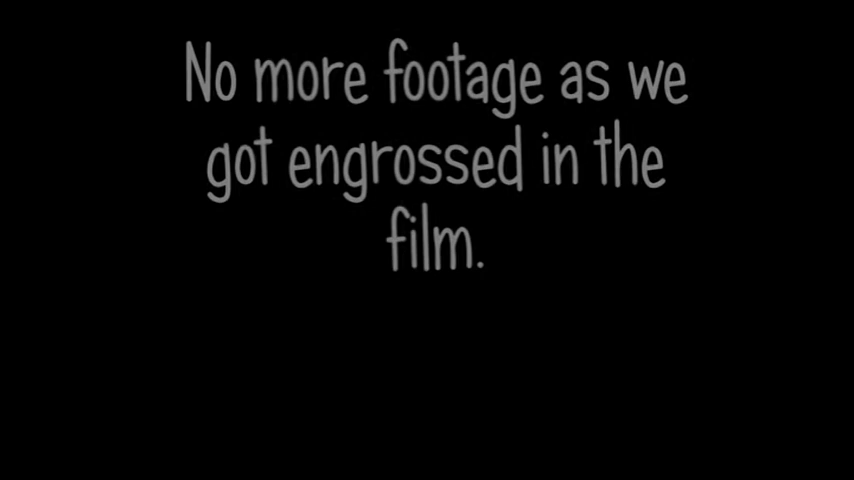 No more footage as we
got engrossed in the
film.